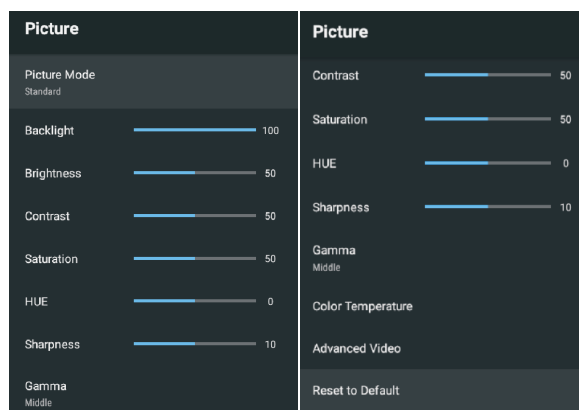 Picture
Picture Mode
Standard
Backlight 100
Brightness 50
Contrast 50
Saturation 50
HUE 0
Sharpness 10
Gamma
Middle
Picture
Contrast 50
Saturation 50
HUE 0
Sharpness 10
Gamma
Middle
Color Temperature
Advanced Video
Reset to Default